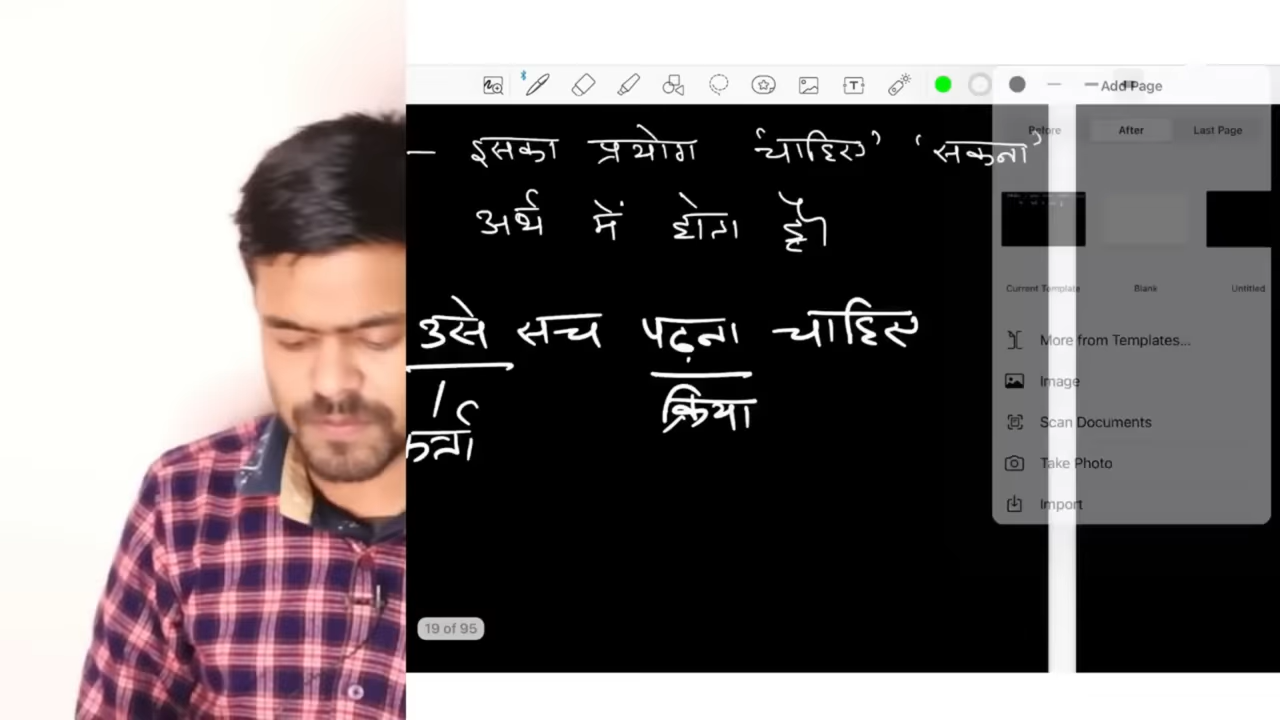 Add Page
Before After Last Page
– इसका प्रयोग 'चाहिए' 'सकना'
अर्थ में होता है।
Current Template Blank Untitled
उसे सच पढ़ना चाहिए
क्रिया
कर्ता
More from Templates...
Image
Scan Documents
Take Photo
Import
19 of 95